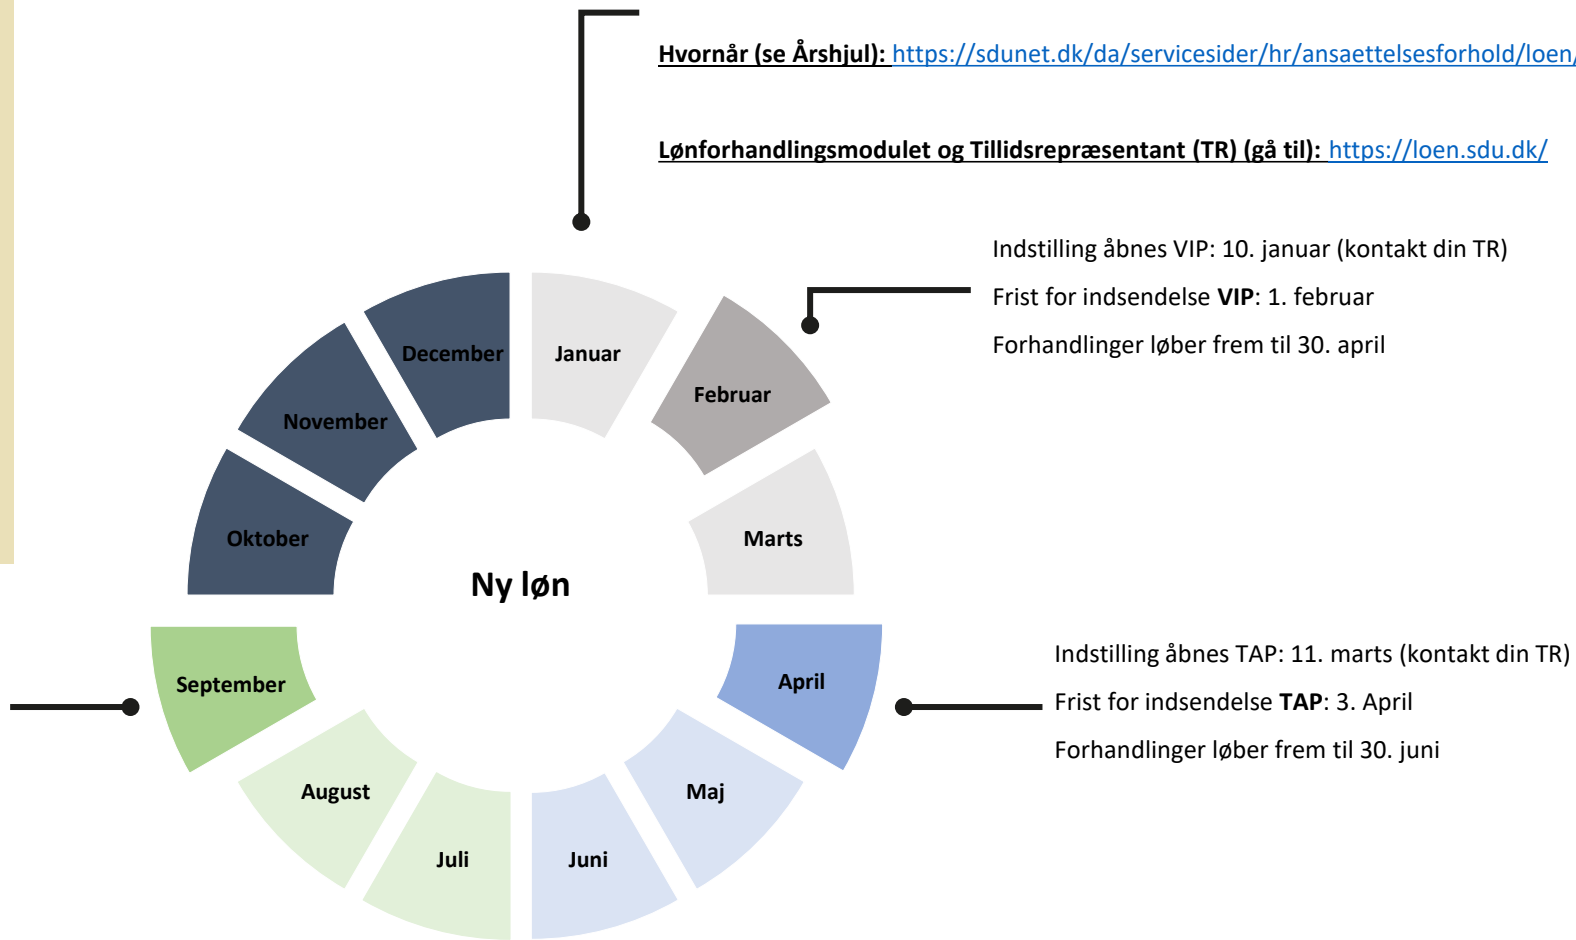 Hvornår (se Årshjul): https://sdunet.dk/da/servicesider/hr/ansaettelsesforhold/loen/
Lønforhandlingsmodulet og Tillidsrepræsentant (TR) (gå til): https://loen.sdu.dk/
Indstilling åbnes VIP: 10. januar (kontakt din TR)
Frist for indsendelse VIP: 1. februar
Forhandlinger løber frem til 30. april
December
Januar
Februar
November
Oktober
Marts
Ny løn
September
April
Indstilling åbnes TAP: 11. marts (kontakt din TR)
Frist for indsendelse TAP: 3. April
Forhandlinger løber frem til 30. juni
August
Maj
Juli
Juni